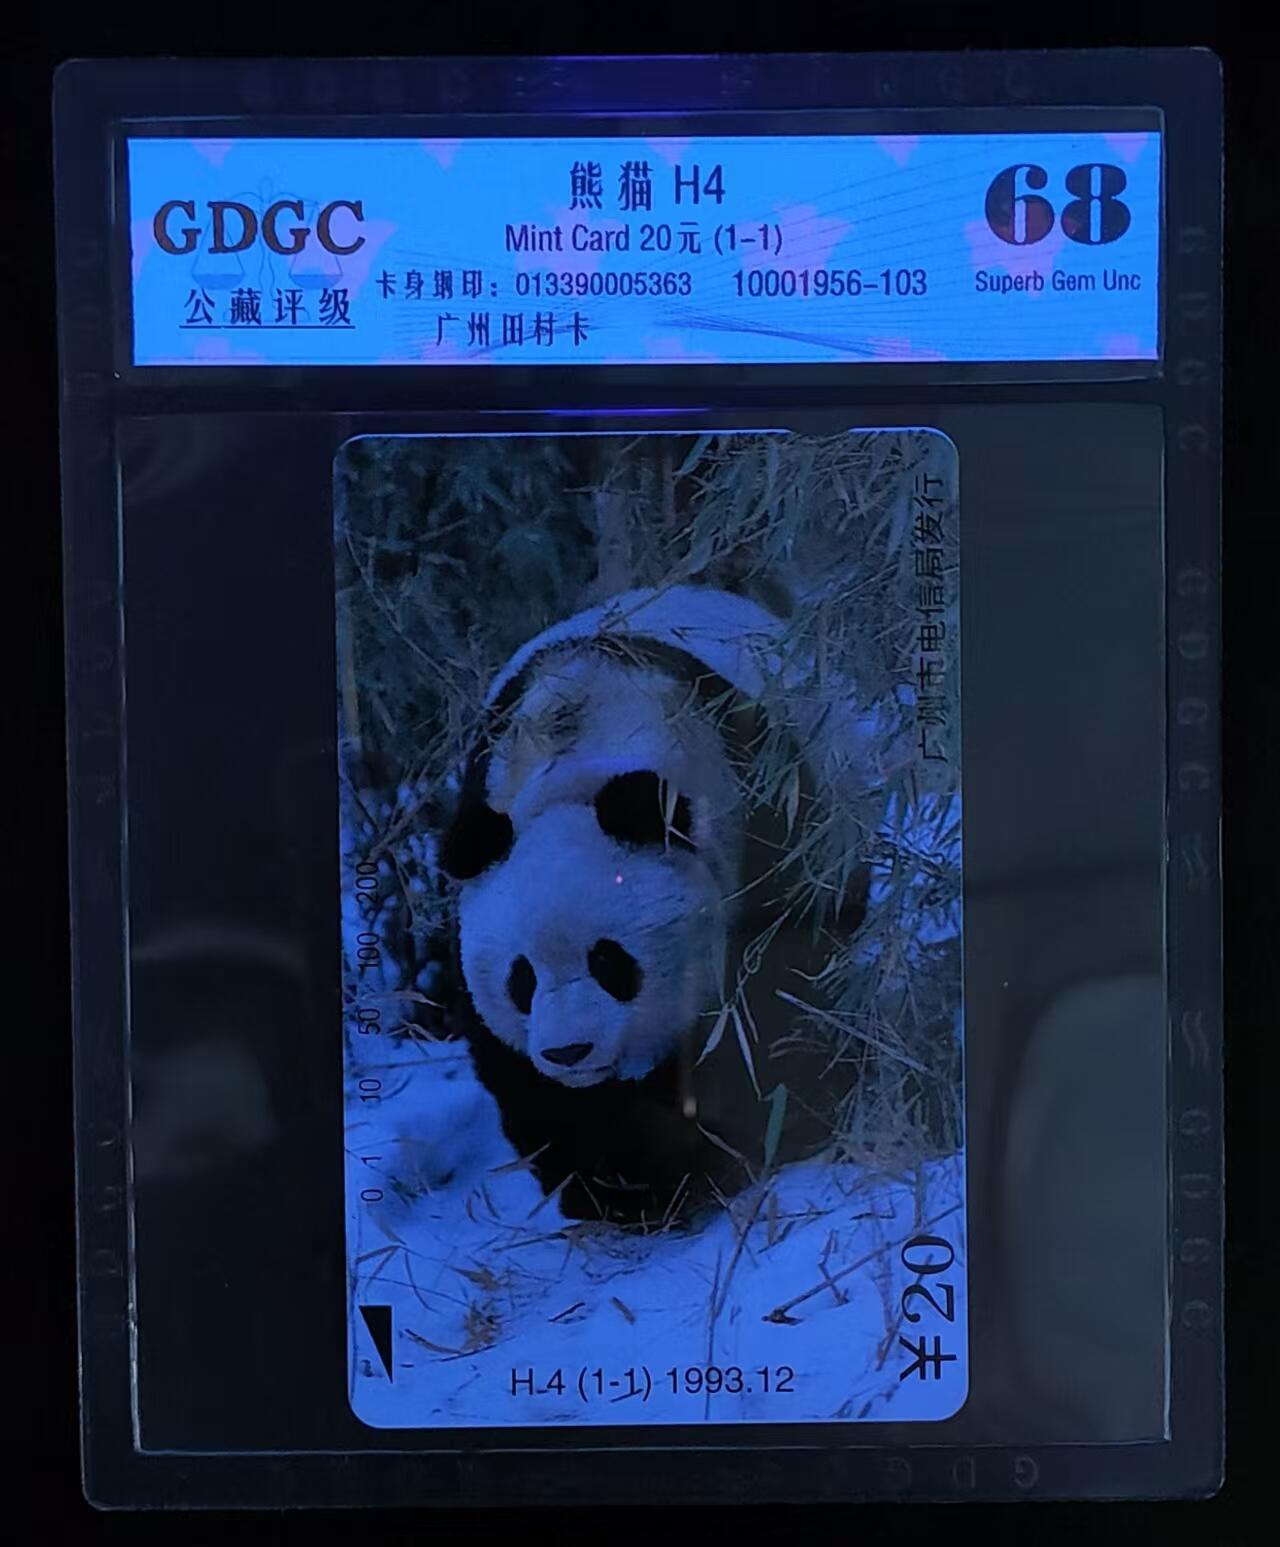 GDGC
公藏评级
熊猫 H4
Mint Card 20元 (1-1)
卡身钢印：013390005363 10001956-103
广州田村卡
68
Superb Gem Unc
广州市电信局发行
0 1 10 50 100 200
¥20
H.4 (1-1) 1993.12
GDGC